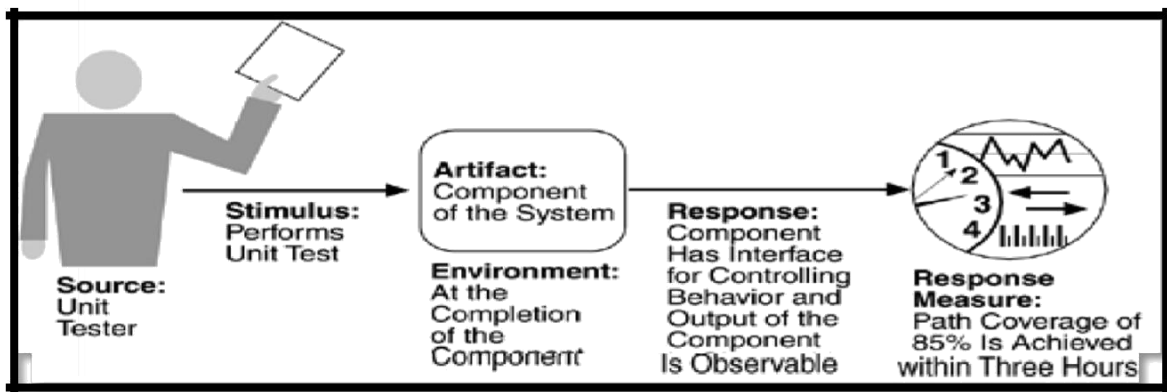 Source:
Unit
Tester
Stimulus:
Performs
Unit Test
Artifact:
Component
of the System
Environment:
At the
Completion
of the
Component
Response:
Component
Has Interface
for Controlling
Behavior and
Output of the
Component
Is Observable
1
2
3
4
Response
Measure:
Path Coverage of
85% Is Achieved
within Three Hours